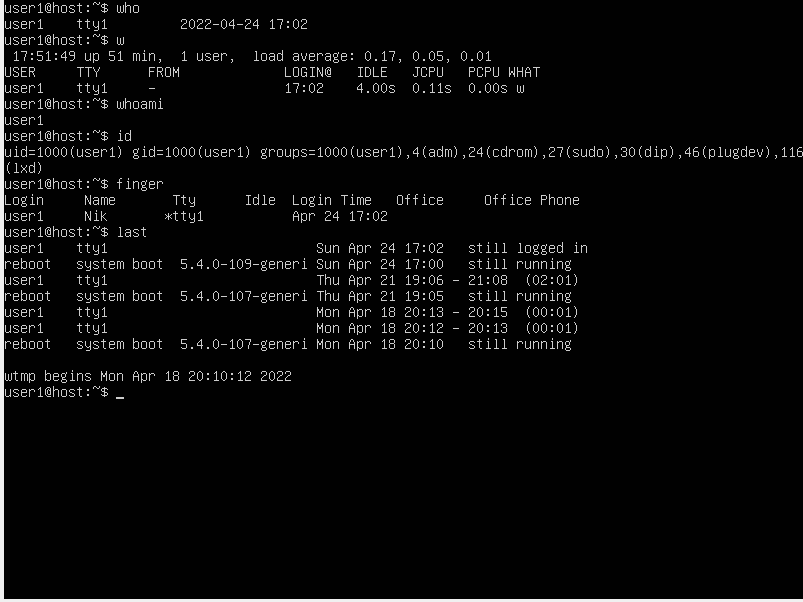 user1@host:~$ who
user1    tty1         2022-04-24 17:02
user1@host:~$ w
 17:51:49 up 51 min,  1 user,  load average: 0.17, 0.05, 0.01
USER     TTY      FROM             LOGIN@   IDLE   JCPU   PCPU WHAT
user1    tty1     -                17:02    4.00s  0.11s  0.00s w
user1@host:~$ whoami
user1
user1@host:~$ id
uid=1000(user1) gid=1000(user1) groups=1000(user1),4(adm),24(cdrom),27(sudo),30(dip),46(plugdev),116
(lxd)
user1@host:~$ finger
Login     Name       Tty      Idle  Login Time   Office     Office Phone
user1     Nik       *tty1           Apr 24 17:02
user1@host:~$ last
user1    tty1                          Sun Apr 24 17:02   still logged in
reboot   system boot  5.4.0-109-generi Sun Apr 24 17:00   still running
user1    tty1                          Thu Apr 21 19:06 - 21:08  (02:01)
reboot   system boot  5.4.0-107-generi Thu Apr 21 19:05   still running
user1    tty1                          Mon Apr 18 20:13 - 20:15  (00:01)
user1    tty1                          Mon Apr 18 20:12 - 20:13  (00:01)
reboot   system boot  5.4.0-107-generi Mon Apr 18 20:10   still running

wtmp begins Mon Apr 18 20:10:12 2022
user1@host:~$ _